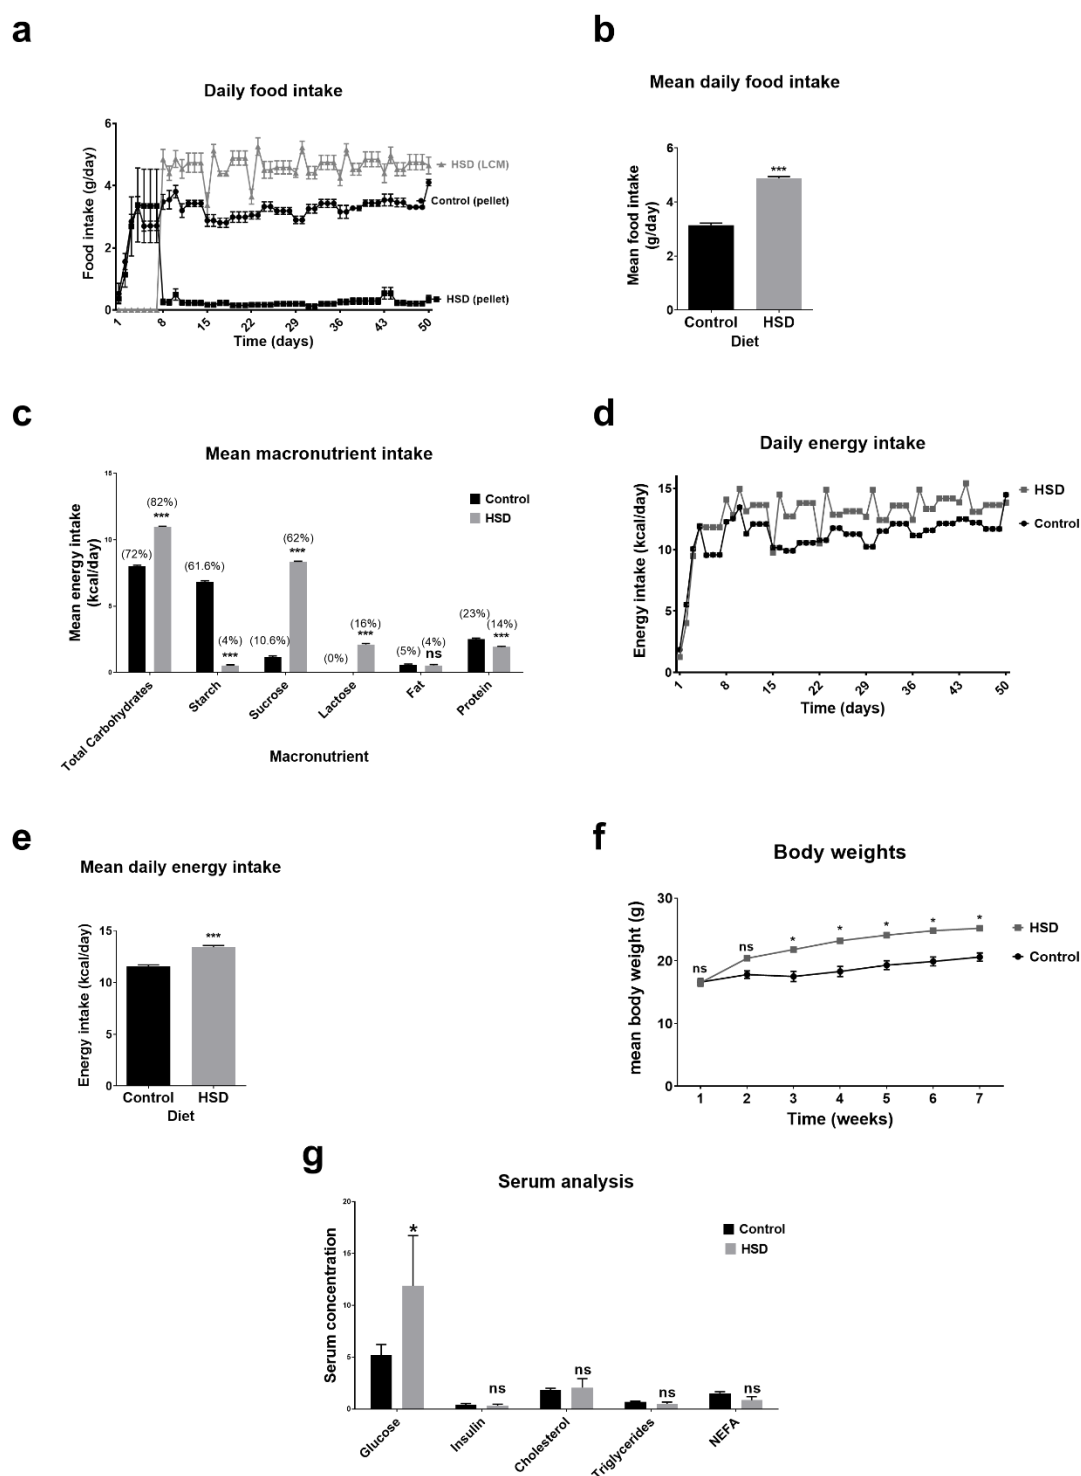 a
Daily food intake
Food intake (g/day)
6
4
2
0
HSD (LCM)
Control (pellet)
HSD (pellet)
1 8 15 22 29 36 43 50
Time (days)
b
Mean daily food intake
Mean food intake
(g/day)
6
4
2
0
***
Control HSD
Diet
c
Mean macronutrient intake
Mean energy intake
(kcal/day)
15
10
5
0
Control
HSD
(72%)
(82%)
***
(61.6%)
(4%)
***
(10.6%)
(62%)
***
(0%)
(16%)
***
(5%)
(4%)
ns
(23%)
(14%)
***
Total Carbohydrates
Starch
Sucrose
Lactose
Fat
Protein
Macronutrient
d
Daily energy intake
Energy intake (kcal/day)
15
10
5
0
HSD
Control
1 8 15 22 29 36 43 50
Time (days)
e
Mean daily energy intake
Energy intake (kcal/day)
15
10
5
0
***
Control HSD
Diet
f
Body weights
mean body weight (g)
30
20
10
0
ns ns * * * * *
HSD
Control
1 2 3 4 5 6 7
Time (weeks)
g
Serum analysis
Serum concentration
20
15
10
5
0
Control
HSD
*
ns
ns
ns
ns
Glucose
Insulin
Cholesterol
Triglycerides
NEFA